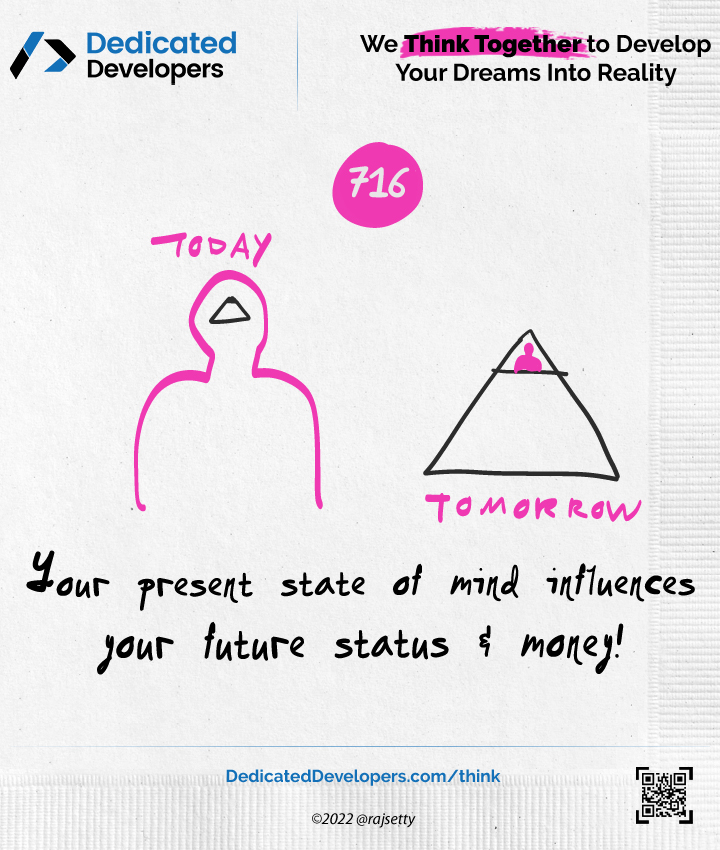 Dedicated
Developers
We Think Together to Develop
Your Dreams Into Reality
716
TODAY
TOMORROW
Your present state of mind influences
your future status & money!
DedicatedDevelopers.com/think
©2022 @rajsetty